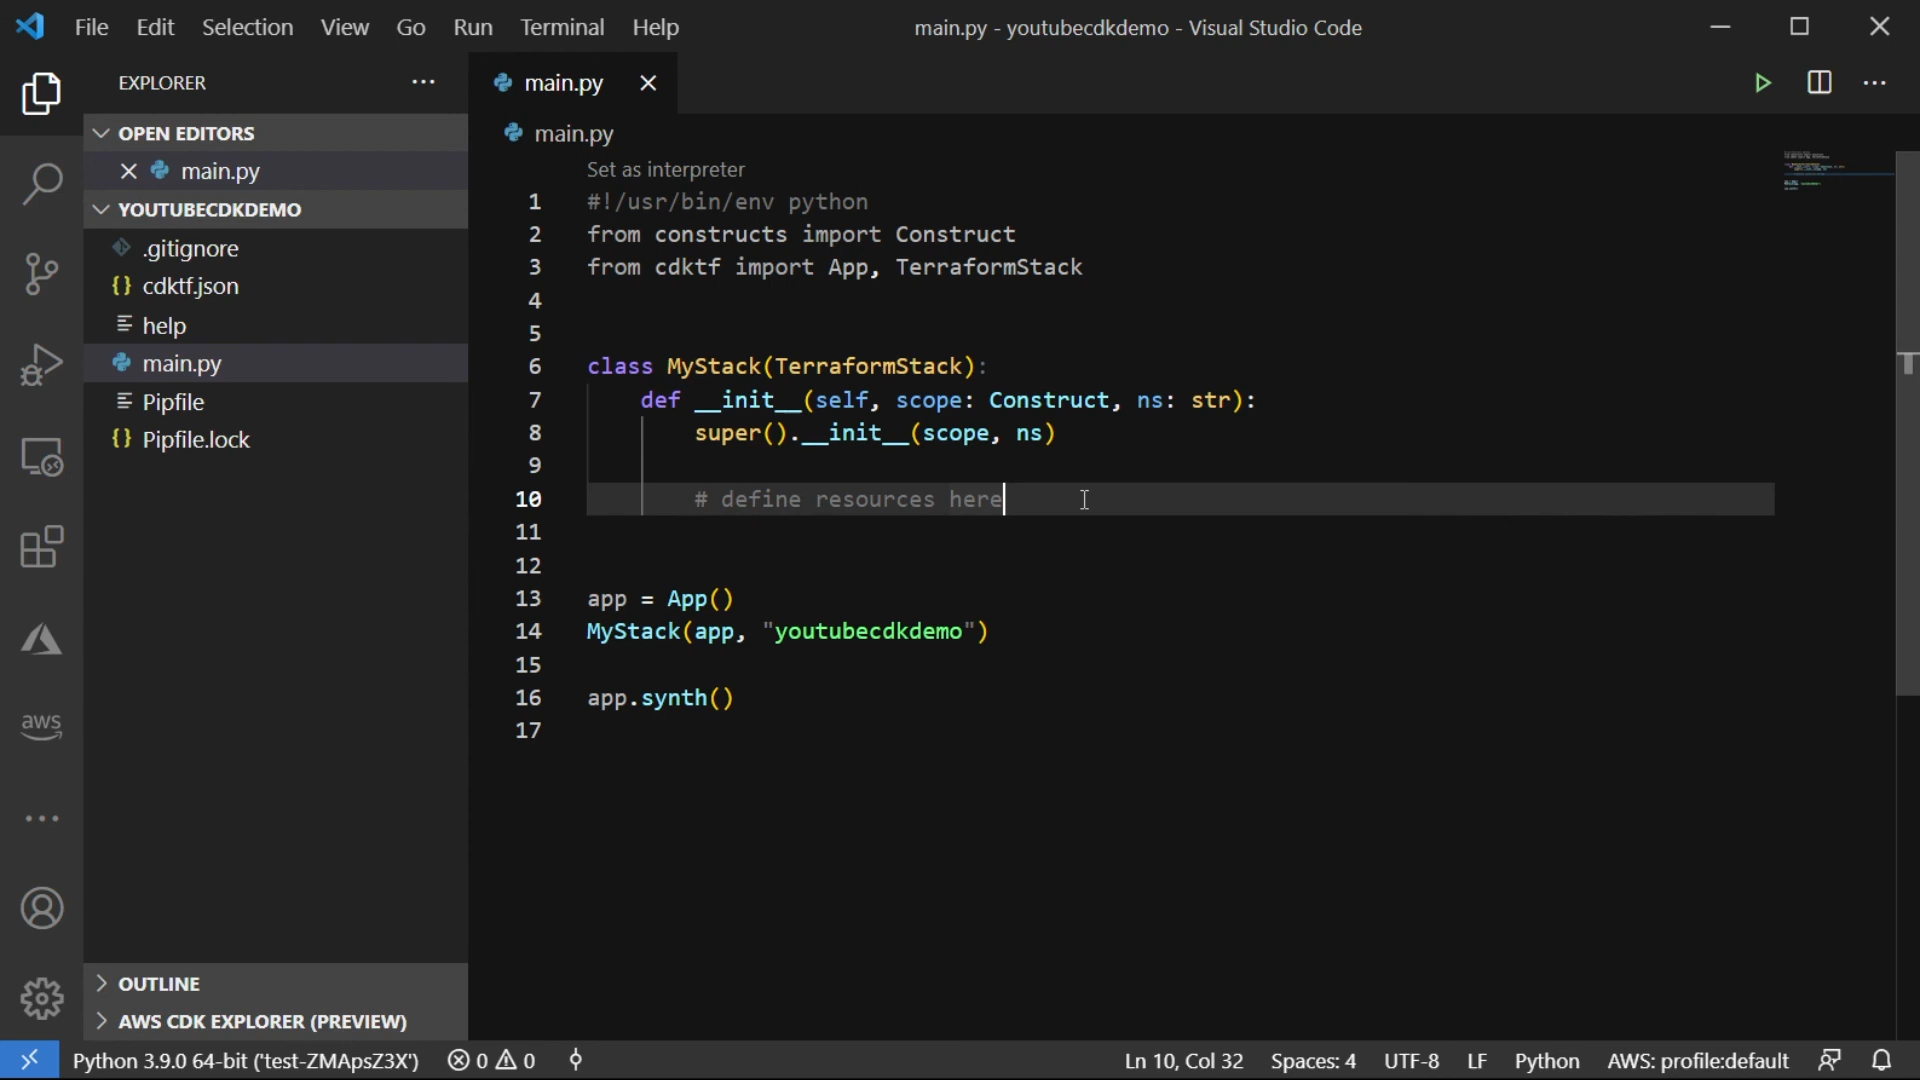 File Edit Selection View Go Run Terminal Help
main.py - youtubecdkdemo - Visual Studio Code
EXPLORER
OPEN EDITORS
main.py
YOUTUBECDKDEMO
.gitignore
cdktf.json
help
main.py
Pipfile
Pipfile.lock
OUTLINE
AWS CDK EXPLORER (PREVIEW)
aws
main.py
main.py
Set as interpreter
1 #!/usr/bin/env python
2 from constructs import Construct
3 from cdktf import App, TerraformStack
4
5
6 class MyStack(TerraformStack):
7 def __init__(self, scope: Construct, ns: str):
8 super().__init__(scope, ns)
9
10 # define resources here
11
12
13 app = App()
14 MyStack(app, "youtubecdkdemo")
15
16 app.synth()
17
Python 3.9.0 64-bit ('test-ZMApsZ3X') 0 0 Ln 10, Col 32 Spaces: 4 UTF-8 LF Python AWS: profile:default